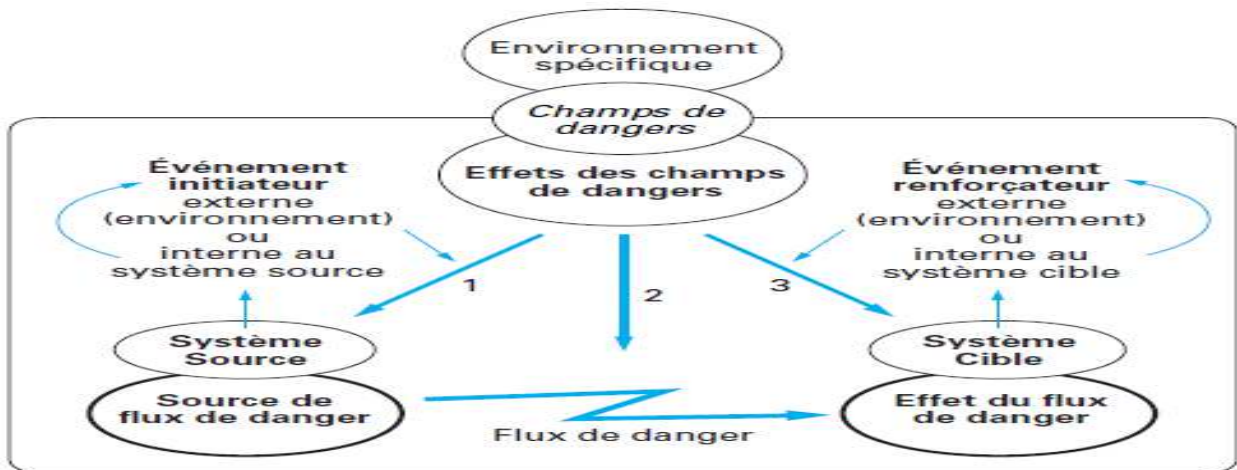 Environnement
spécifique
Champs de
dangers
Effets des champs
de dangers
Événement
initiateur
externe
(environnement)
ou
interne au
système source
Événement
renforçateur
externe
(environnement)
ou
interne au
système cible
1
2
3
Système
Source
Source de
flux de danger
Flux de danger
Système
Cible
Effet du flux
de danger